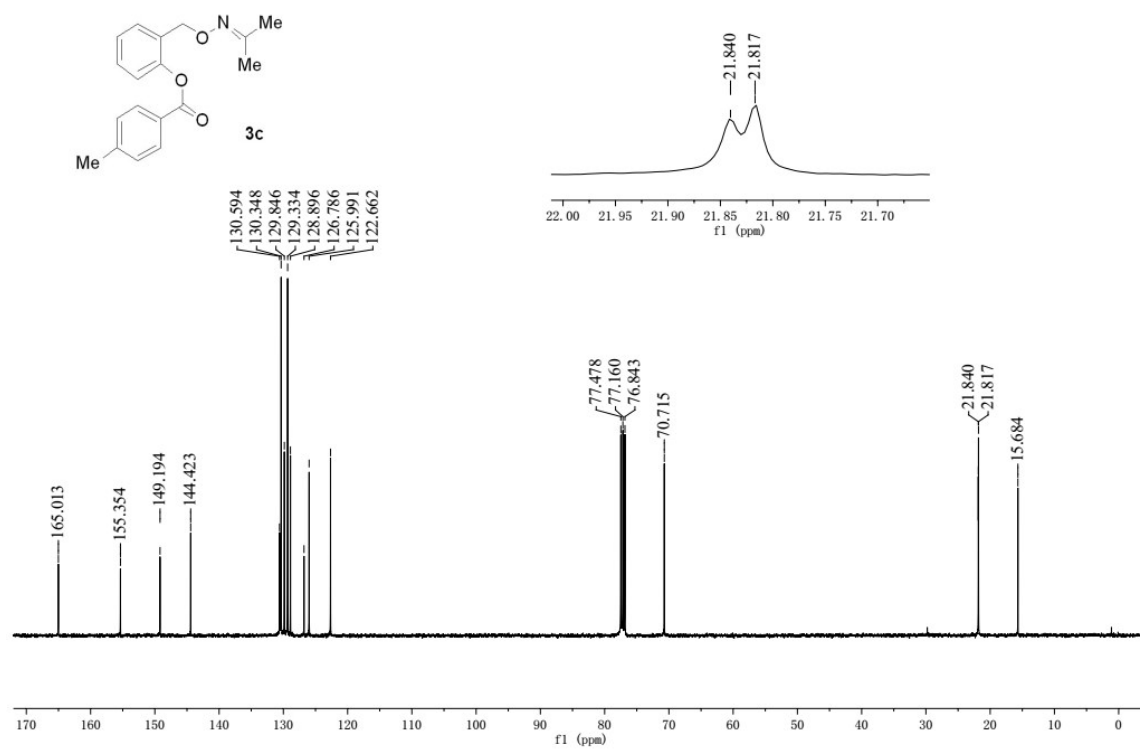 N
Me
O
Me
O
O
3c
Me
21.840
21.817
22.00 21.95 21.90 21.85 21.80 21.75 21.70
f1 (ppm)
130.594
130.348
129.846
129.334
128.896
126.786
125.991
122.662
165.013
155.354
149.194
144.423
77.478
77.160
76.843
70.715
21.840
21.817
15.684
170 160 150 140 130 120 110 100 90 80 70 60 50 40 30 20 10 0
f1 (ppm)